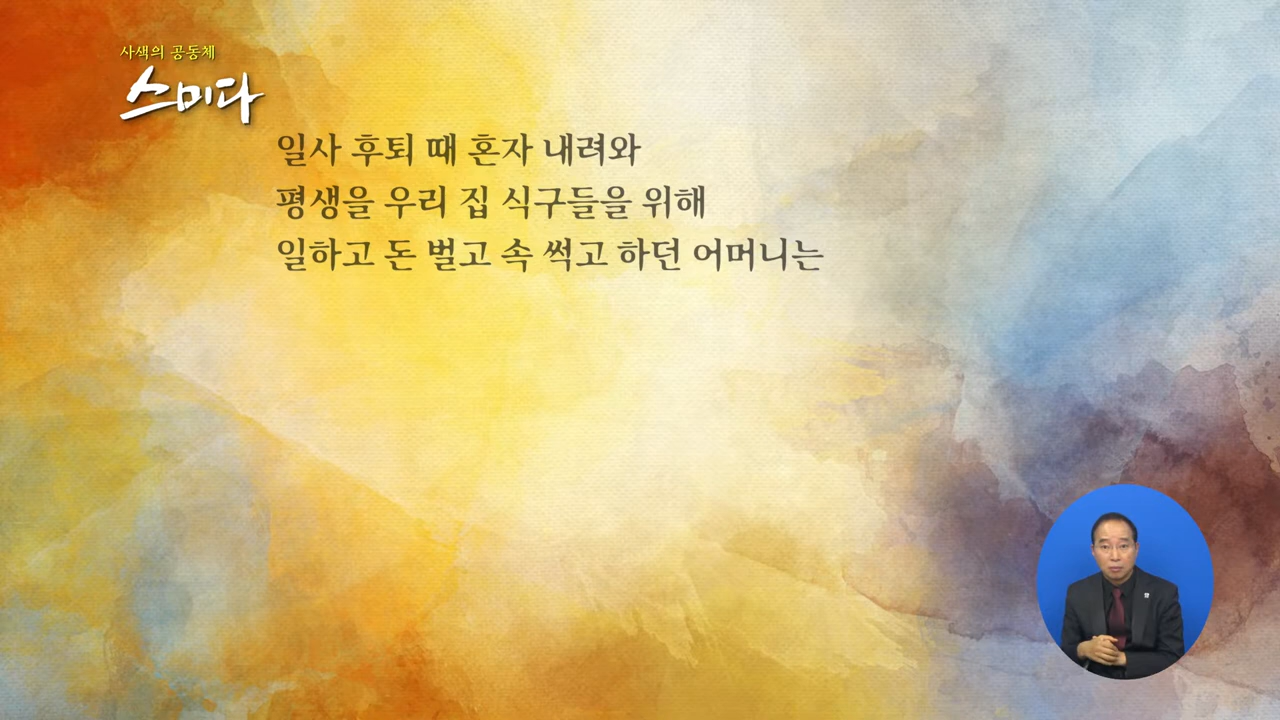 사색의 공동체
스미다
일사 후퇴 때 혼자 내려와
평생을 우리 집 식구들을 위해
일하고 돈 벌고 속 썩고 하던 어머니는